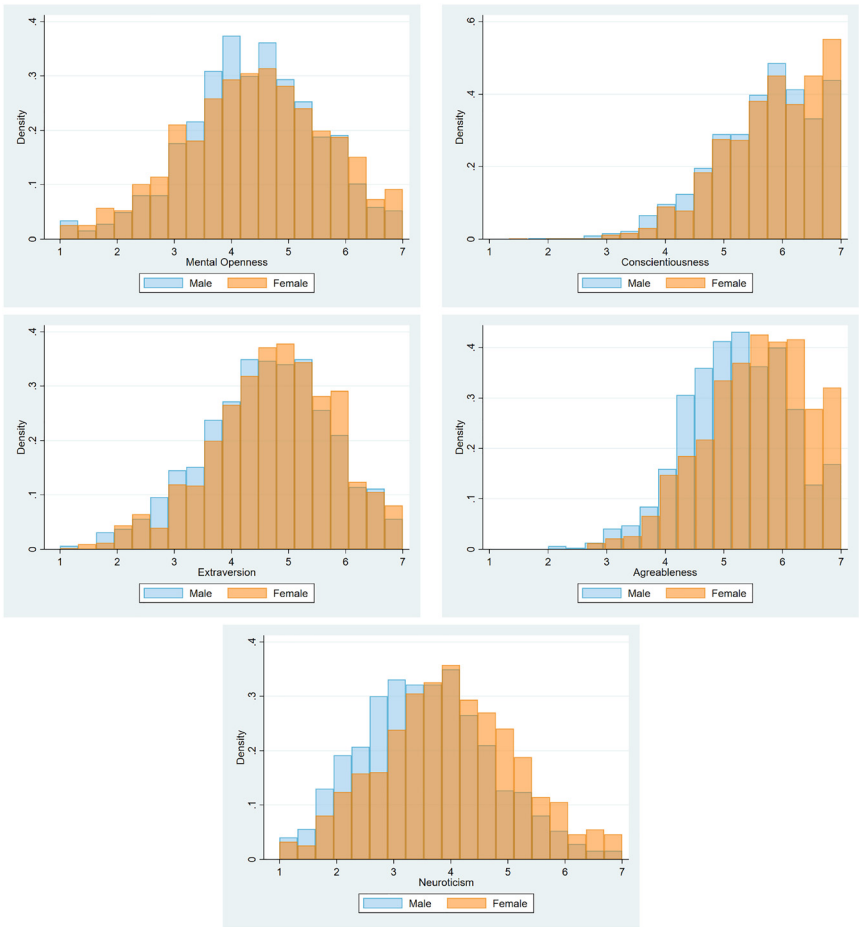 Density
0 .1 .2 .3 .4
1 2 3 4 5 6 7
Mental Openness
Male Female
Density
0 .2 .4 .6
1 2 3 4 5 6 7
Conscientiousness
Male Female
Density
0 .1 .2 .3 .4
1 2 3 4 5 6 7
Extraversion
Male Female
Density
0 .1 .2 .3 .4
1 2 3 4 5 6 7
Agreableness
Male Female
Density
0 .1 .2 .3 .4
1 2 3 4 5 6 7
Neuroticism
Male Female